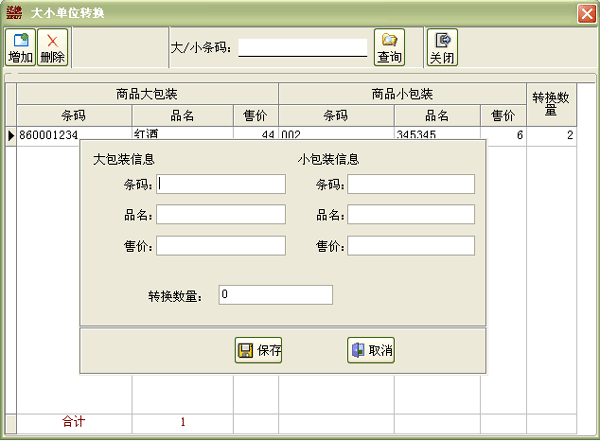 大小单位转换
增加 删除 大/小条码: 查询 关闭
商品大包装 商品小包装 转换数量
条码 品名 售价 条码 品名 售价
860001234 红酒 44 002 345345 6 2
大包装信息 小包装信息
条码: 条码:
品名: 品名:
售价: 售价:
转换数量: 0
保存 取消
合计 1